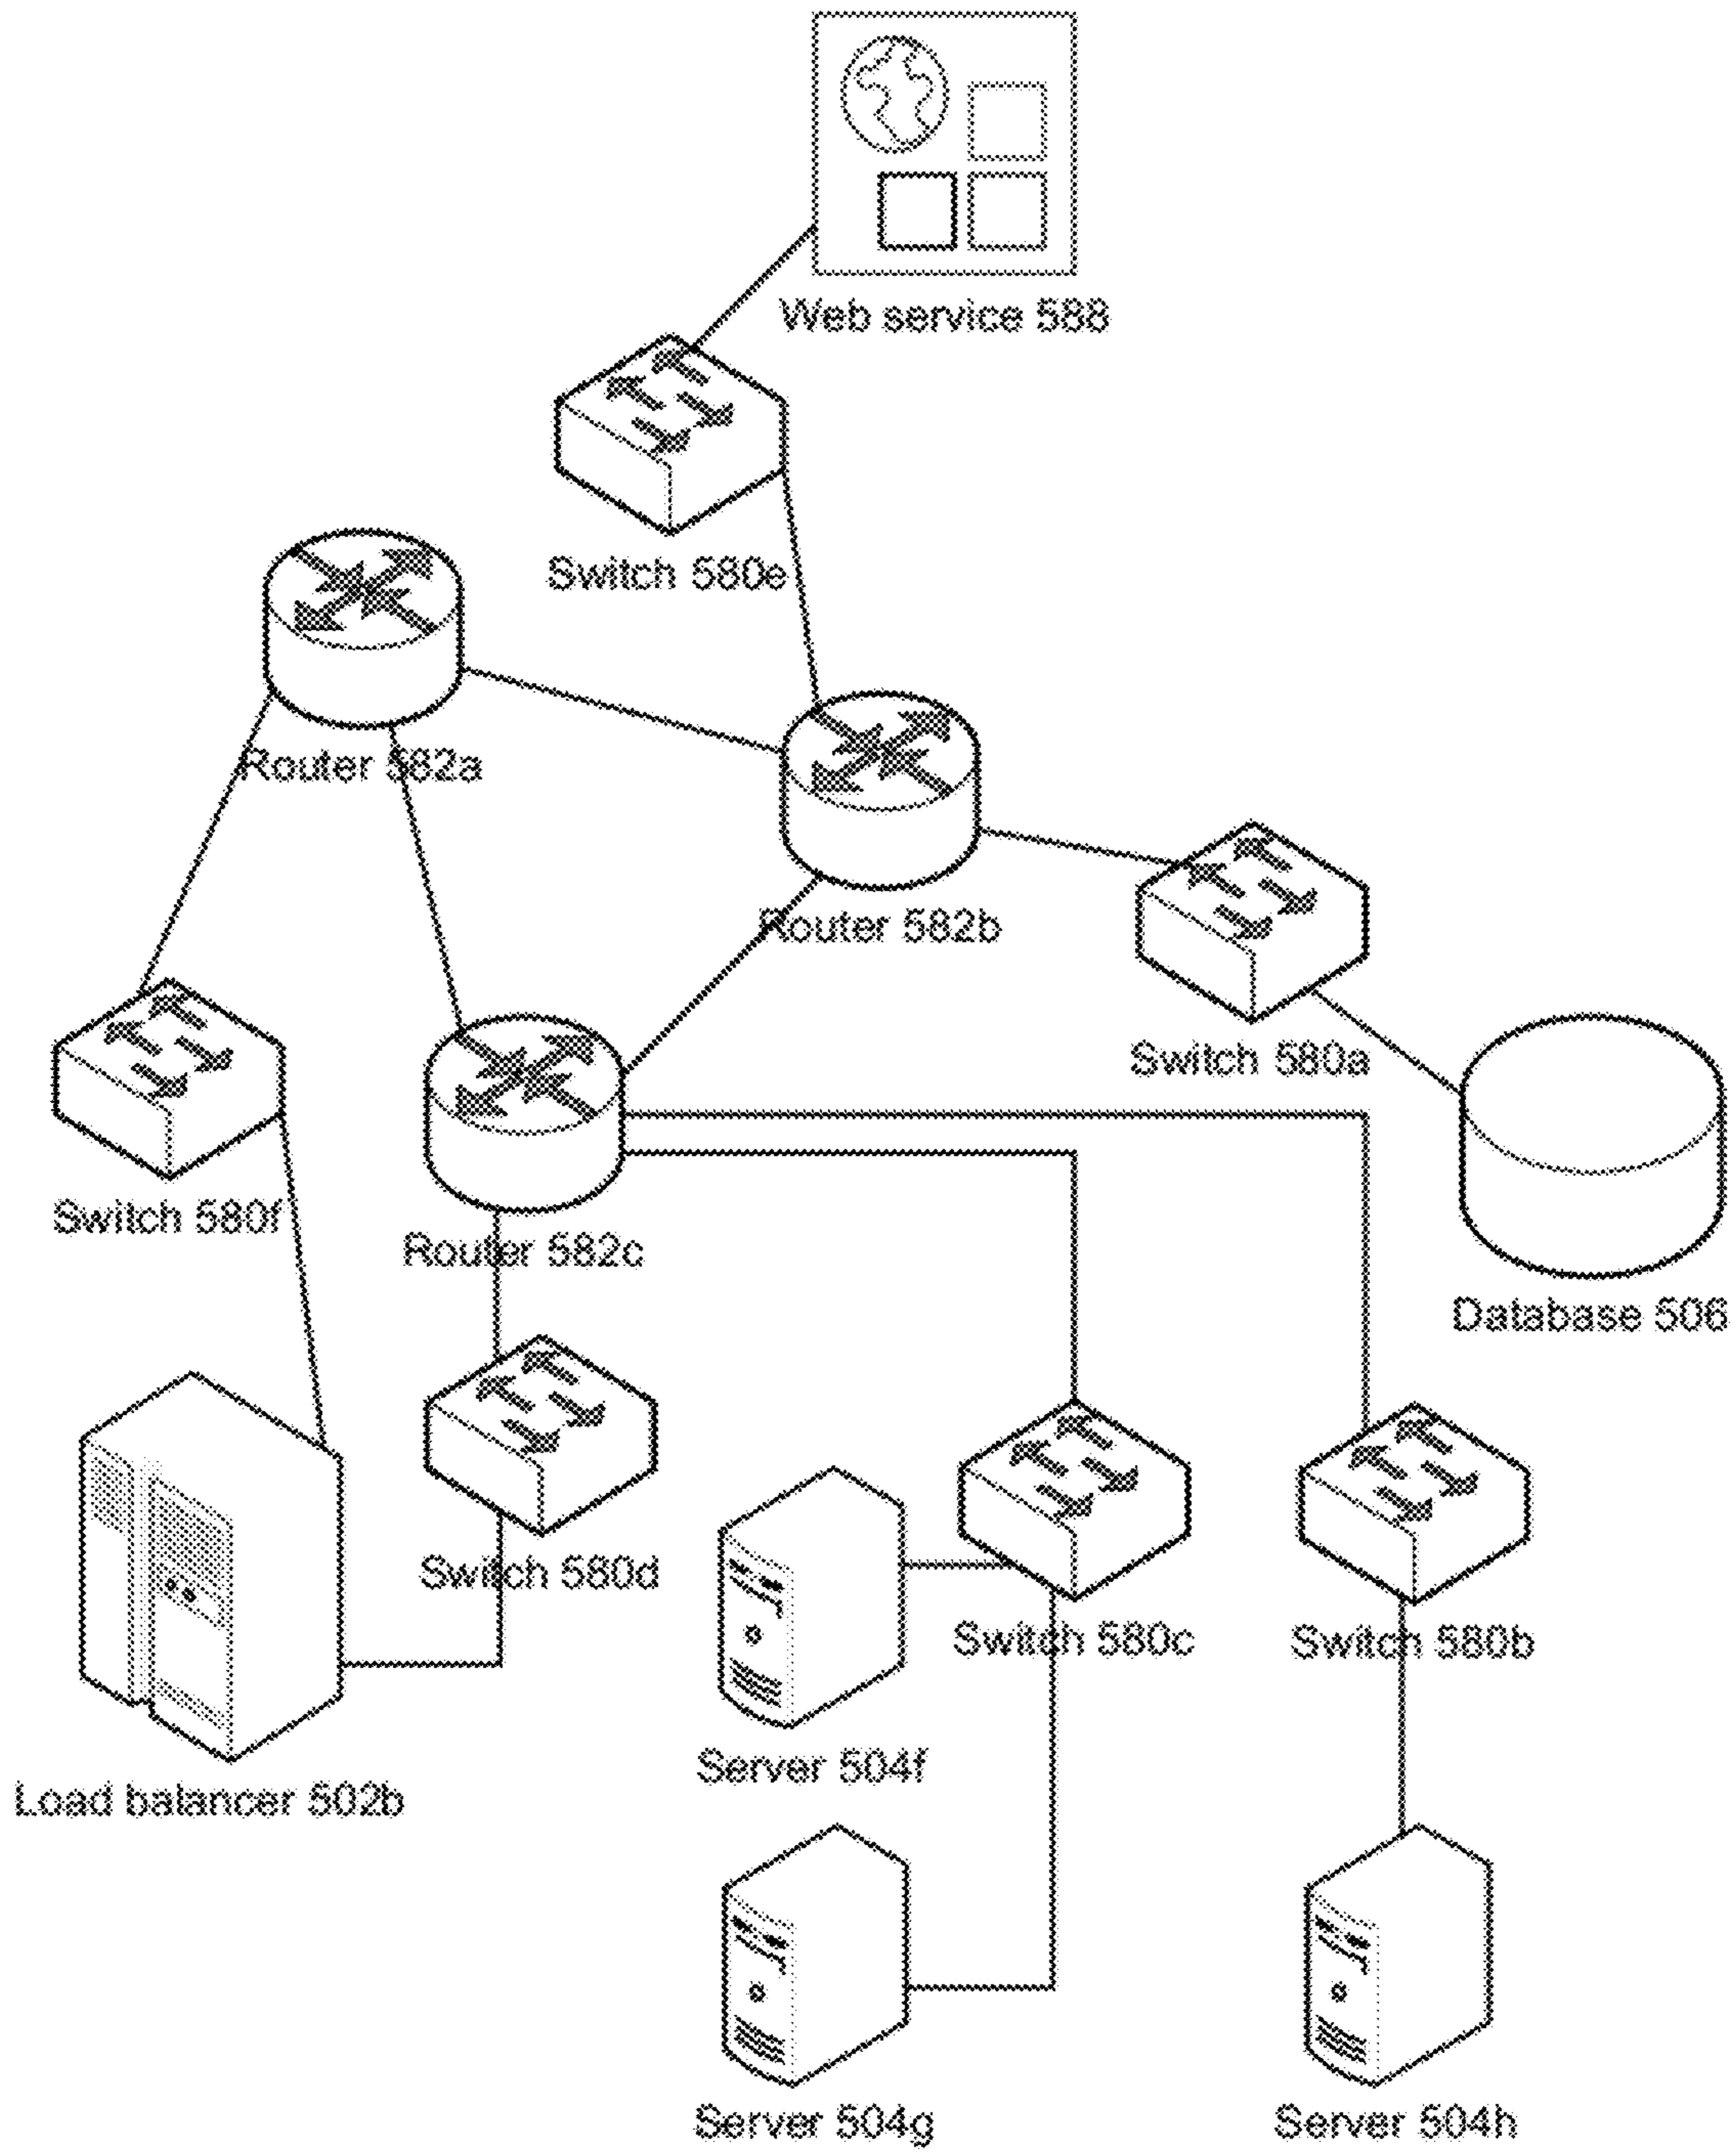 Web service 588
Switch 580e
Router 582a
Router 582b
Switch 580a
Switch 580f
Router 582c
Database 506
Switch 580d
Switch 580c
Switch 580b
Server 504f
Load balancer 502b
Server 504g
Server 504h